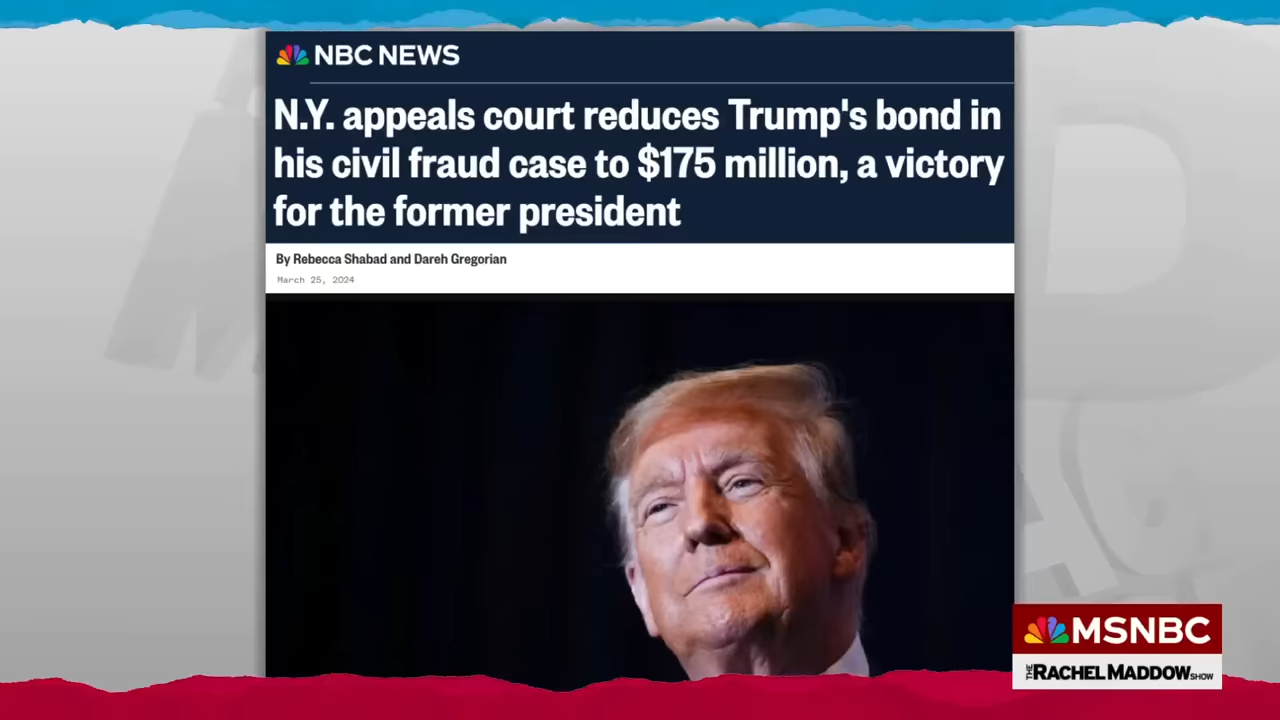 NBC NEWS
N.Y. appeals court reduces Trump's bond in
his civil fraud case to $175 million, a victory
for the former president
By Rebecca Shabad and Dareh Gregorian
March 25, 2024
MSNBC
THE RACHEL MADDOW SHOW